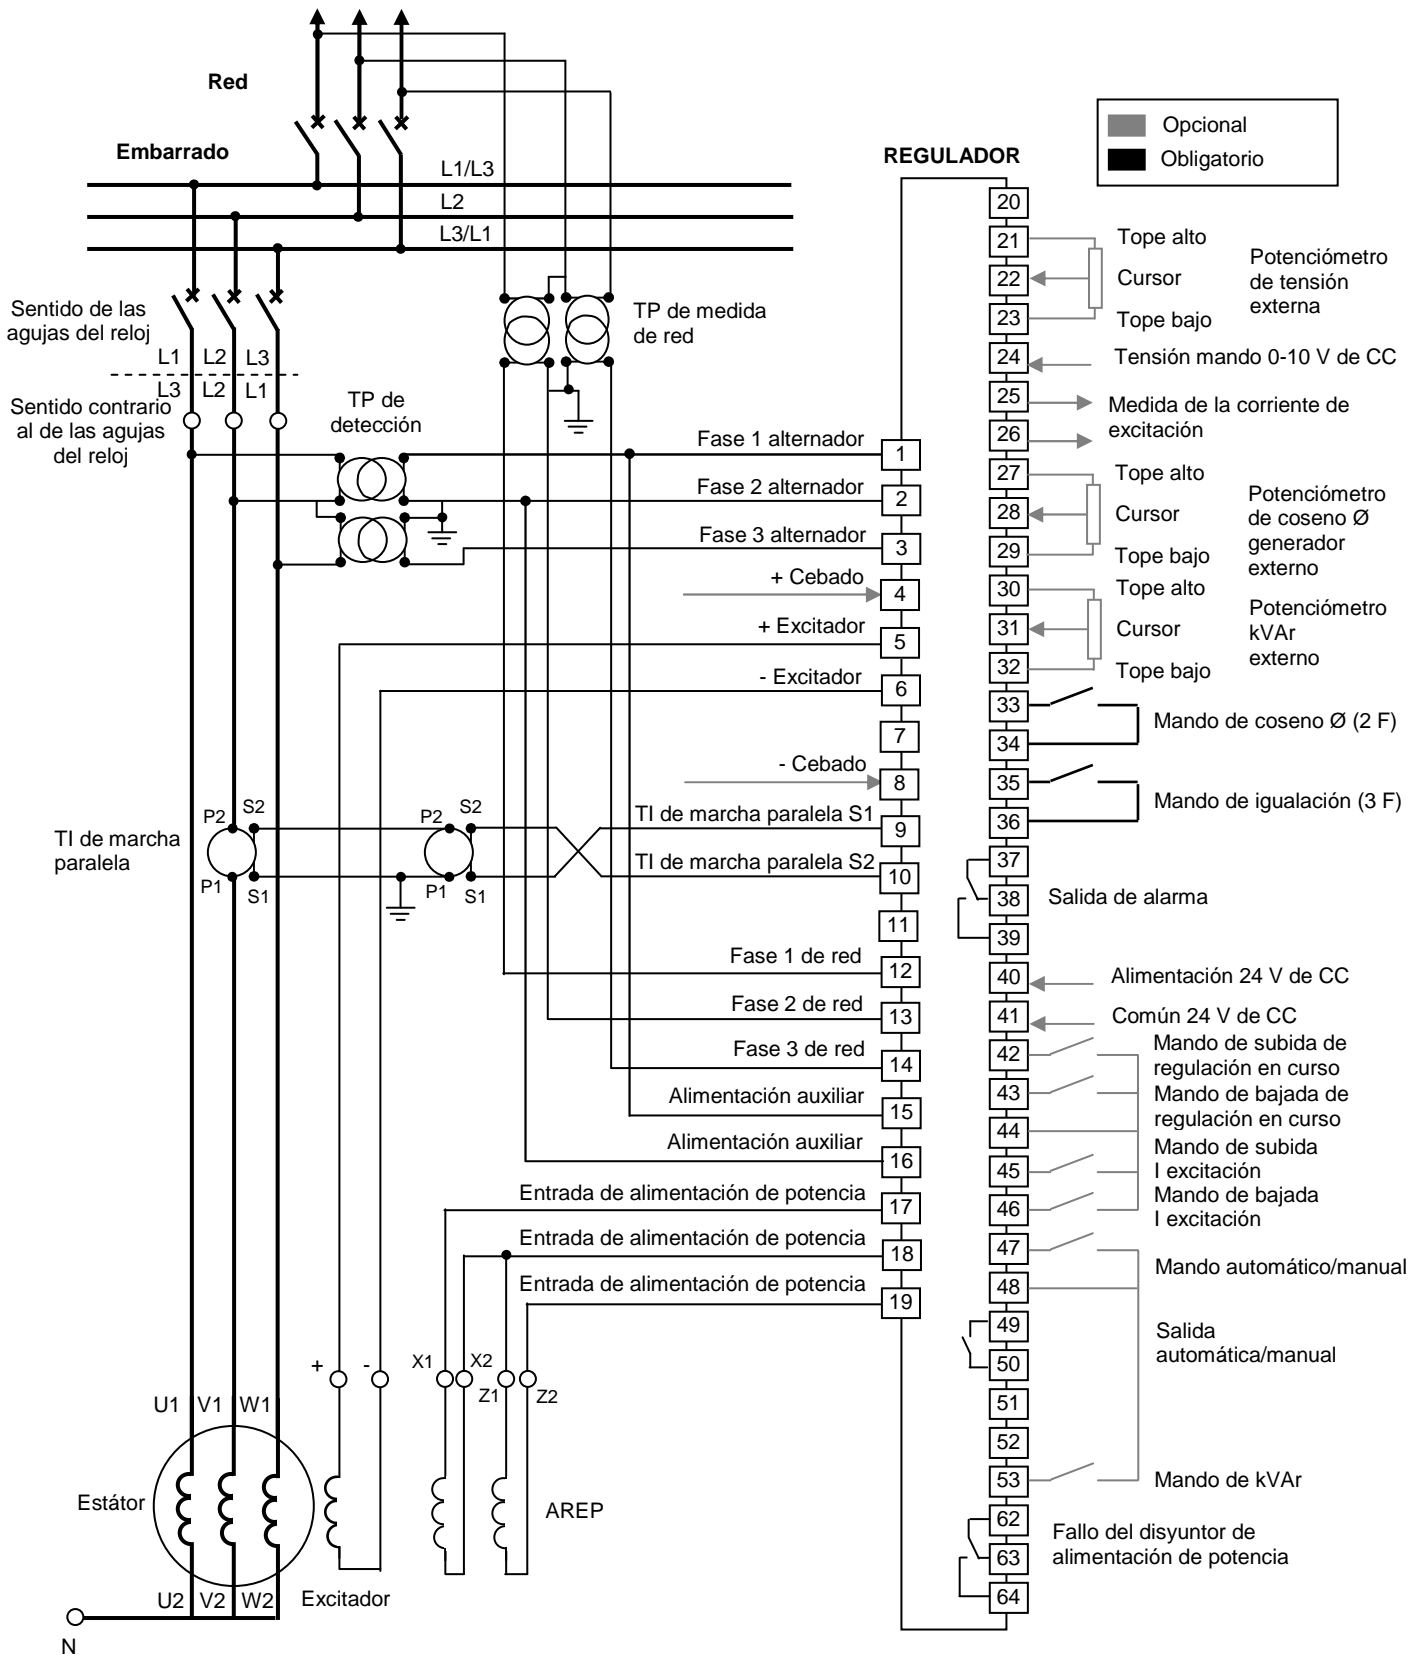 Red
Embarrado
L1/L3
L2
L3/L1
Sentido de las
agujas del reloj
L1 L2 L3
L3 L2 L1
Sentido contrario
al de las agujas
del reloj
TP de
detección
TP de medida
de red
TI de marcha
paralela
P2 S2
P1 S1
P2 S2
P1 S1
+ -
X1 X2
Z1 Z2
U1 V1 W1
Estátor
AREP
U2 V2 W2
Excitador
N
REGULADOR
Fase 1 alternador 1
Fase 2 alternador 2
Fase 3 alternador 3
+ Cebado 4
+ Excitador 5
- Excitador 6
7
- Cebado 8
TI de marcha paralela S1 9
TI de marcha paralela S2 10
11
Fase 1 de red 12
Fase 2 de red 13
Fase 3 de red 14
Alimentación auxiliar 15
Alimentación auxiliar 16
Entrada de alimentación de potencia 17
Entrada de alimentación de potencia 18
Entrada de alimentación de potencia 19
Opcional
Obligatorio
20
21 Tope alto
22 Cursor
23 Tope bajo
Potenciómetro
de tensión
externa
24 Tensión mando 0-10 V de CC
25
26
Medida de la corriente de
excitación
27 Tope alto
28 Cursor
29 Tope bajo
Potenciómetro
de coseno Ø
generador
externo
30 Tope alto
31 Cursor
32 Tope bajo
Potenciómetro
kVAr
externo
33
34
Mando de coseno Ø (2 F)
35
36
Mando de igualación (3 F)
37
38 Salida de alarma
39
40 Alimentación 24 V de CC
41 Común 24 V de CC
42
Mando de subida de
regulación en curso
43
Mando de bajada de
regulación en curso
44
45
Mando de subida
I excitación
46
Mando de bajada
I excitación
47
48
Mando automático/manual
49
50
Salida
automática/manual
51
52
53 Mando de kVAr
62
63
64
Fallo del disyuntor de
alimentación de potencia